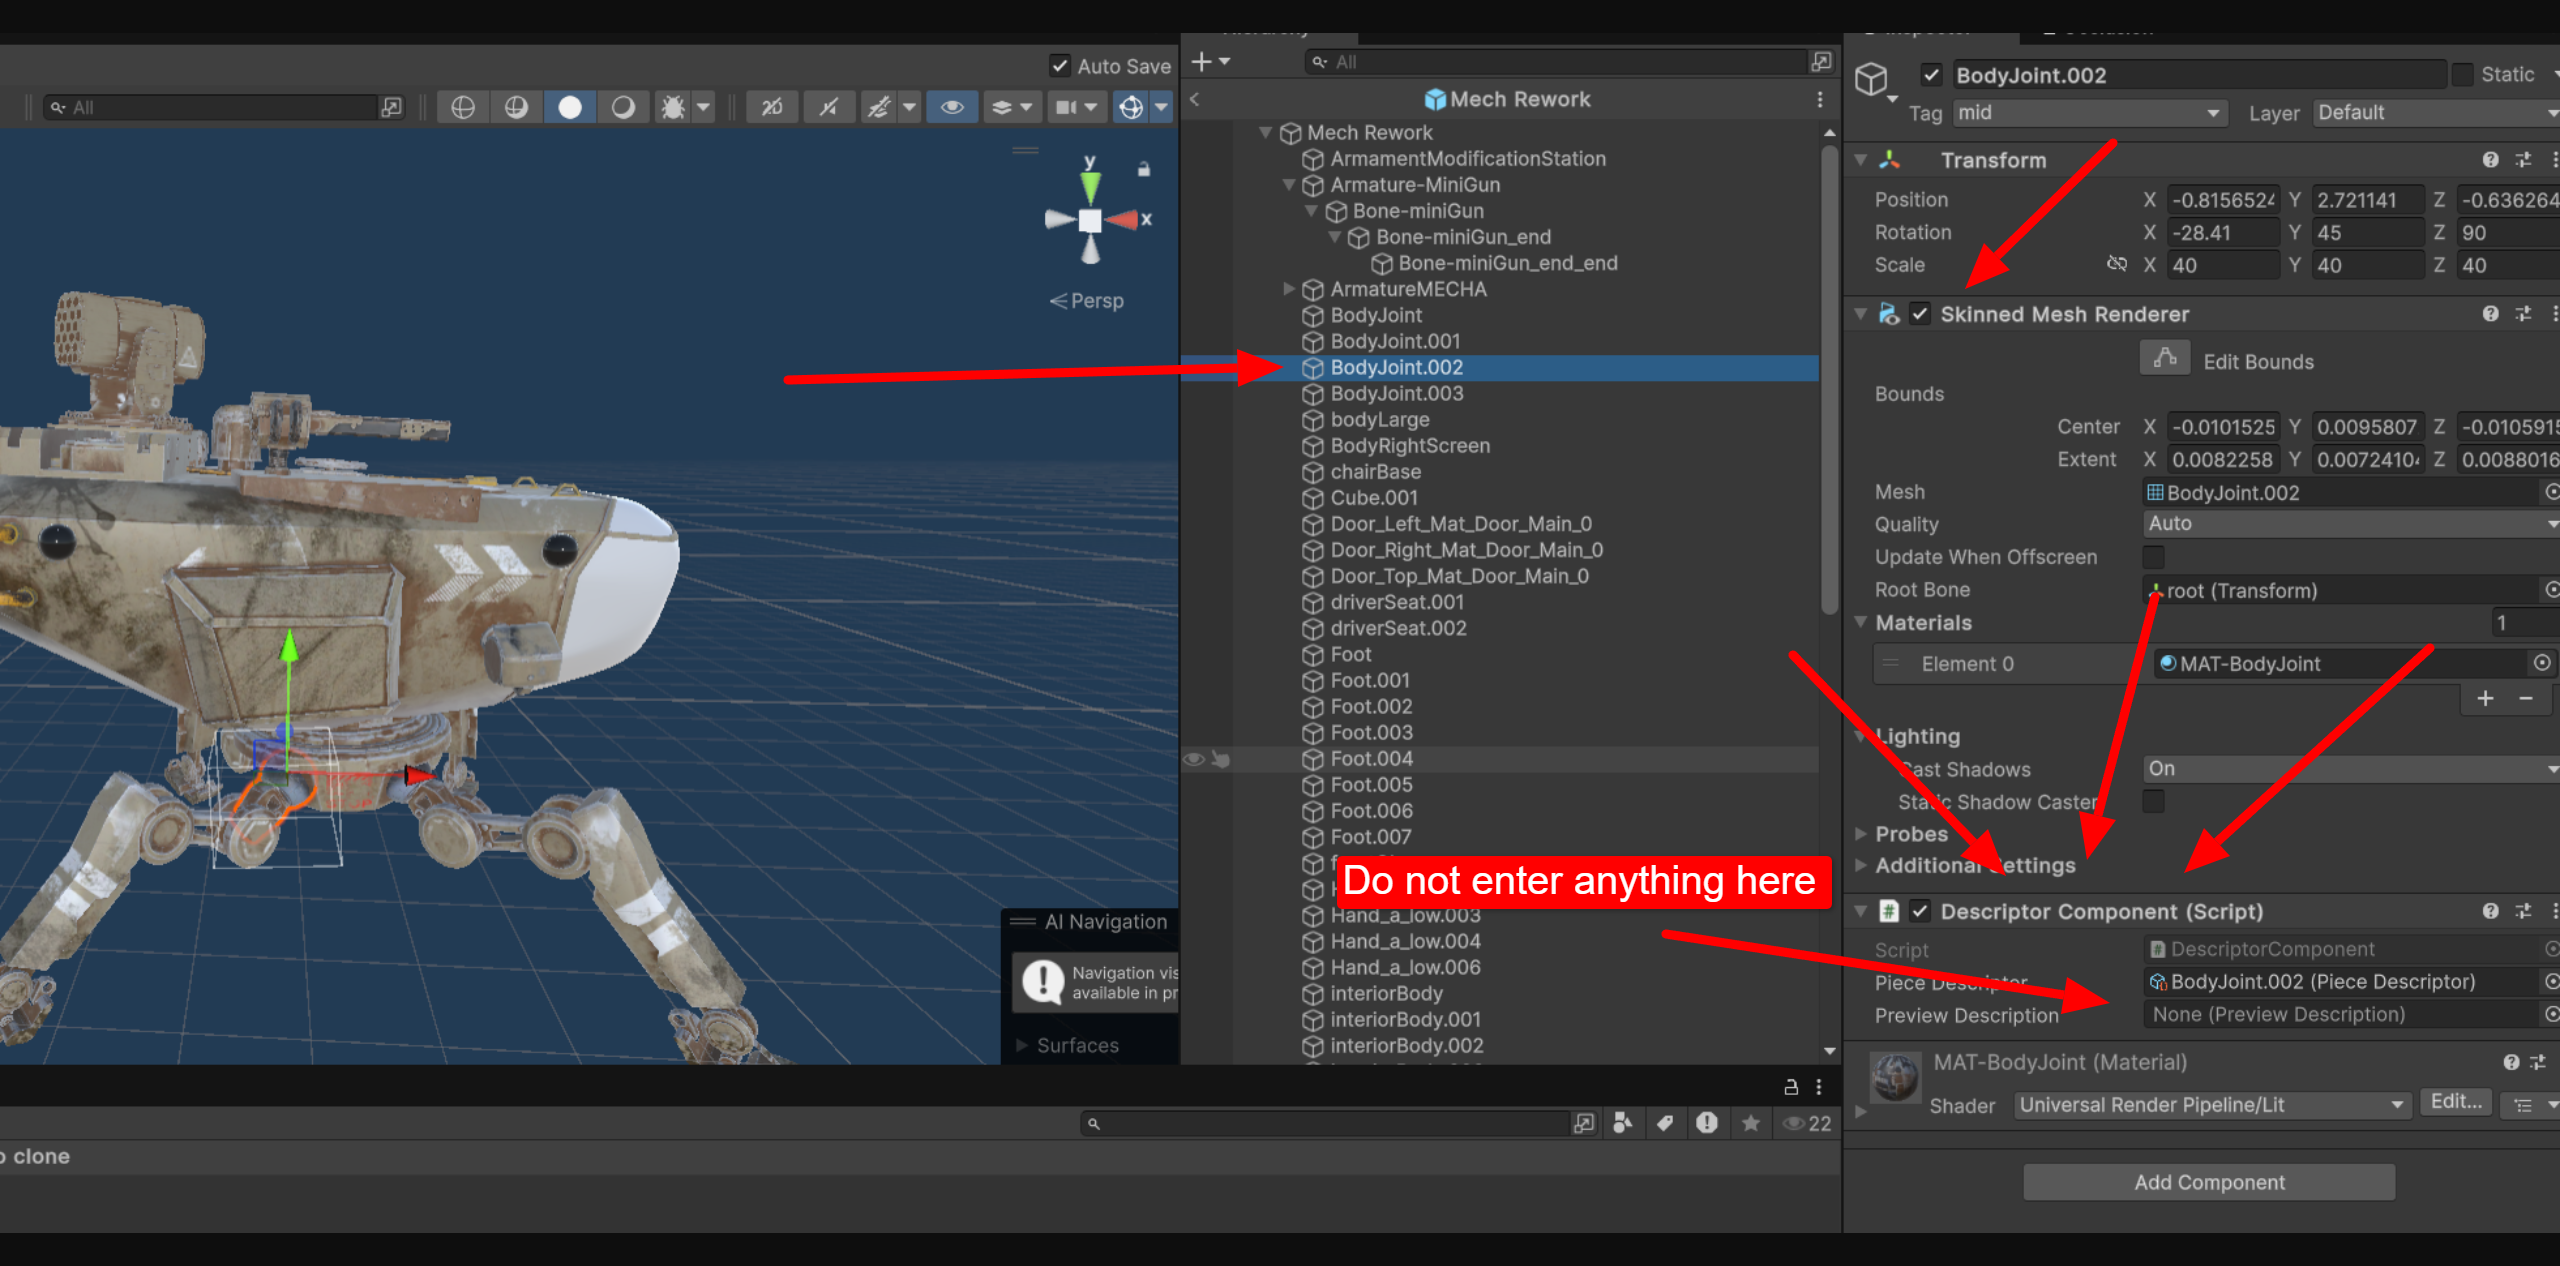 Auto Save
All
y
x
Persp
AI Navigation
Navigation vis
available in pr
Surfaces
All
Mech Rework
Mech Rework
ArmamentModificationStation
Armature-MiniGun
Bone-miniGun
Bone-miniGun_end
Bone-miniGun_end_end
ArmatureMECHA
BodyJoint
BodyJoint.001
BodyJoint.002
BodyJoint.003
bodyLarge
BodyRightScreen
chairBase
Cube.001
Door_Left_Mat_Door_Main_0
Door_Right_Mat_Door_Main_0
Door_Top_Mat_Door_Main_0
driverSeat.001
driverSeat.002
Foot
Foot.001
Foot.002
Foot.003
Foot.004
Foot.005
Foot.006
Foot.007
Do not enter anything here
Hand_a_low.003
Hand_a_low.004
Hand_a_low.006
interiorBody
interiorBody.001
interiorBody.002
22
clone
BodyJoint.002 Static
Tag mid Layer Default
Transform
Position X -0.8156524 Y 2.721141 Z -0.636264
Rotation X -28.41 Y 45 Z 90
Scale X 40 Y 40 Z 40
Skinned Mesh Renderer
Edit Bounds
Bounds
Center X -0.0101525 Y 0.0095807 Z -0.0105915
Extent X 0.0082258 Y 0.0072410 Z 0.0088016
Mesh BodyJoint.002
Quality Auto
Update When Offscreen
Root Bone root (Transform)
Materials 1
Element 0 MAT-BodyJoint
Lighting
Cast Shadows On
Static Shadow Caster
Probes
Additional Settings
# Descriptor Component (Script)
Script # DescriptorComponent
Piece Descriptor BodyJoint.002 (Piece Descriptor)
Preview Description None (Preview Description)
MAT-BodyJoint (Material)
Shader Universal Render Pipeline/Lit Edit...
Add Component